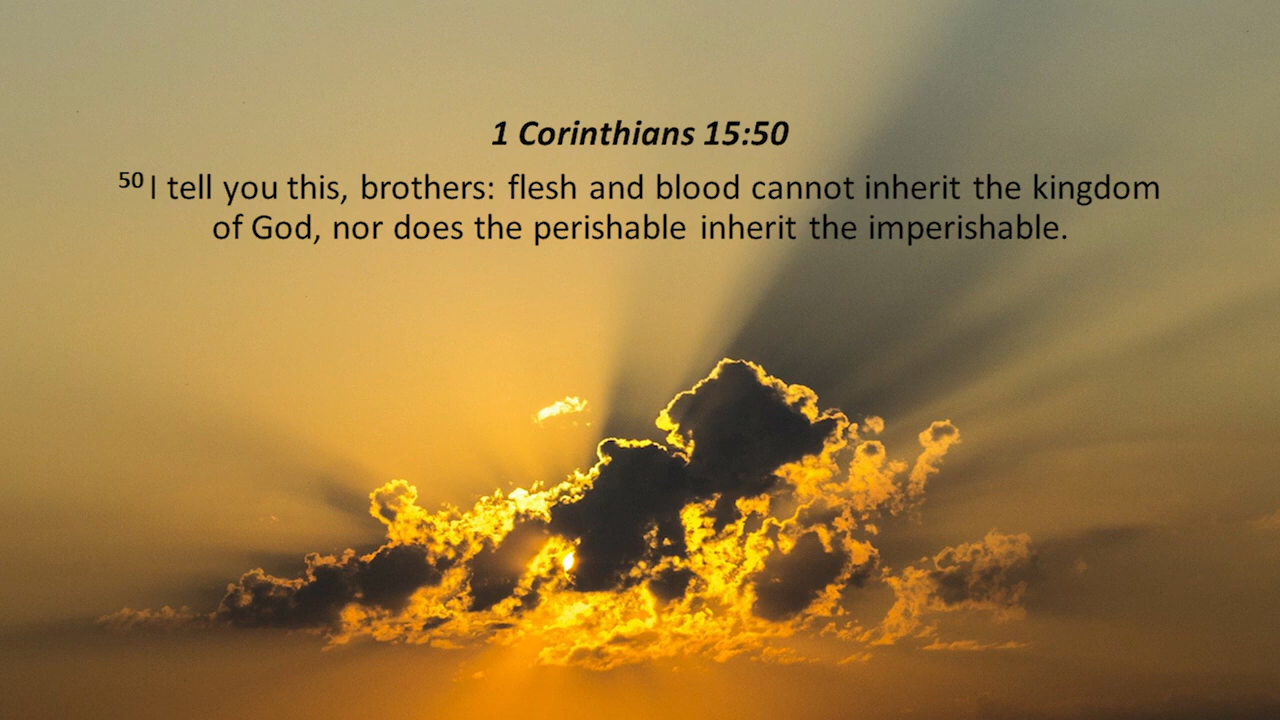 1 Corinthians 15:50
50 I tell you this, brothers: flesh and blood cannot inherit the kingdom
of God, nor does the perishable inherit the imperishable.